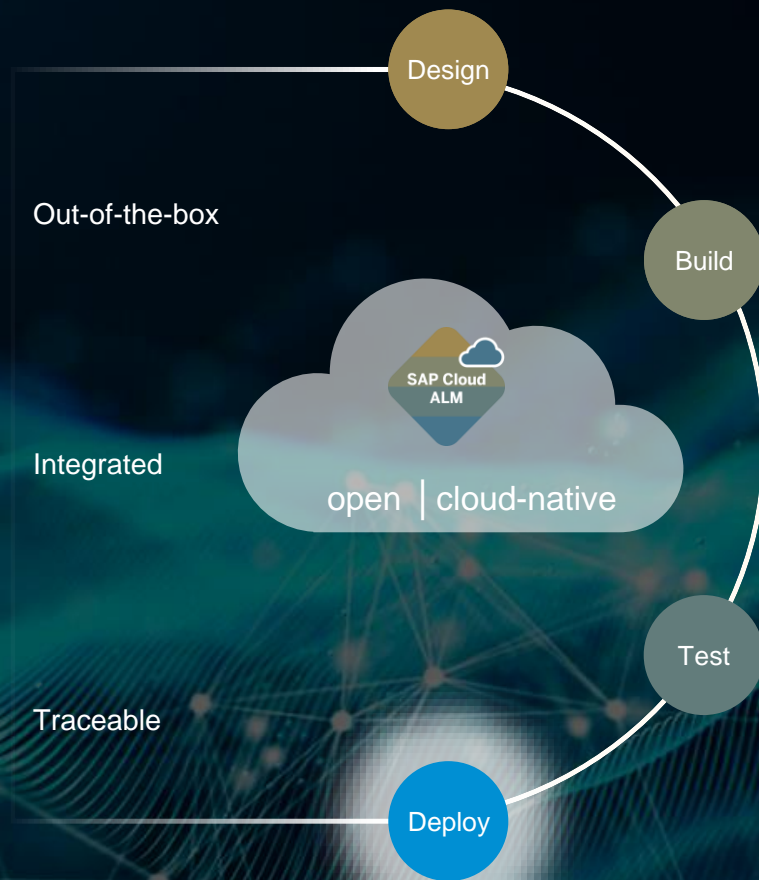 Design
Out-of-the-box
Build
SAP Cloud
ALM
Integrated
open | cloud-native
Test
Traceable
Deploy